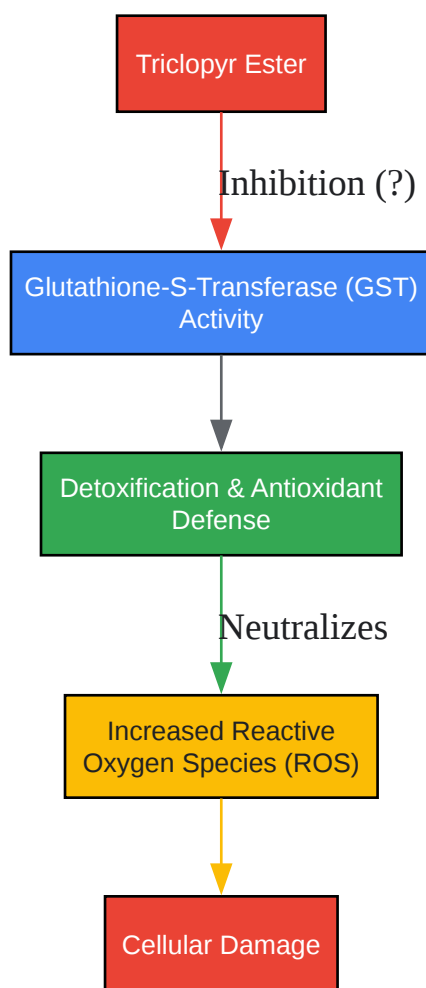 Triclopyr Ester
Inhibition (?)
Glutathione-S-Transferase (GST)
Activity
Detoxification & Antioxidant
Defense
Neutralizes
Increased Reactive
Oxygen Species (ROS)
Cellular Damage